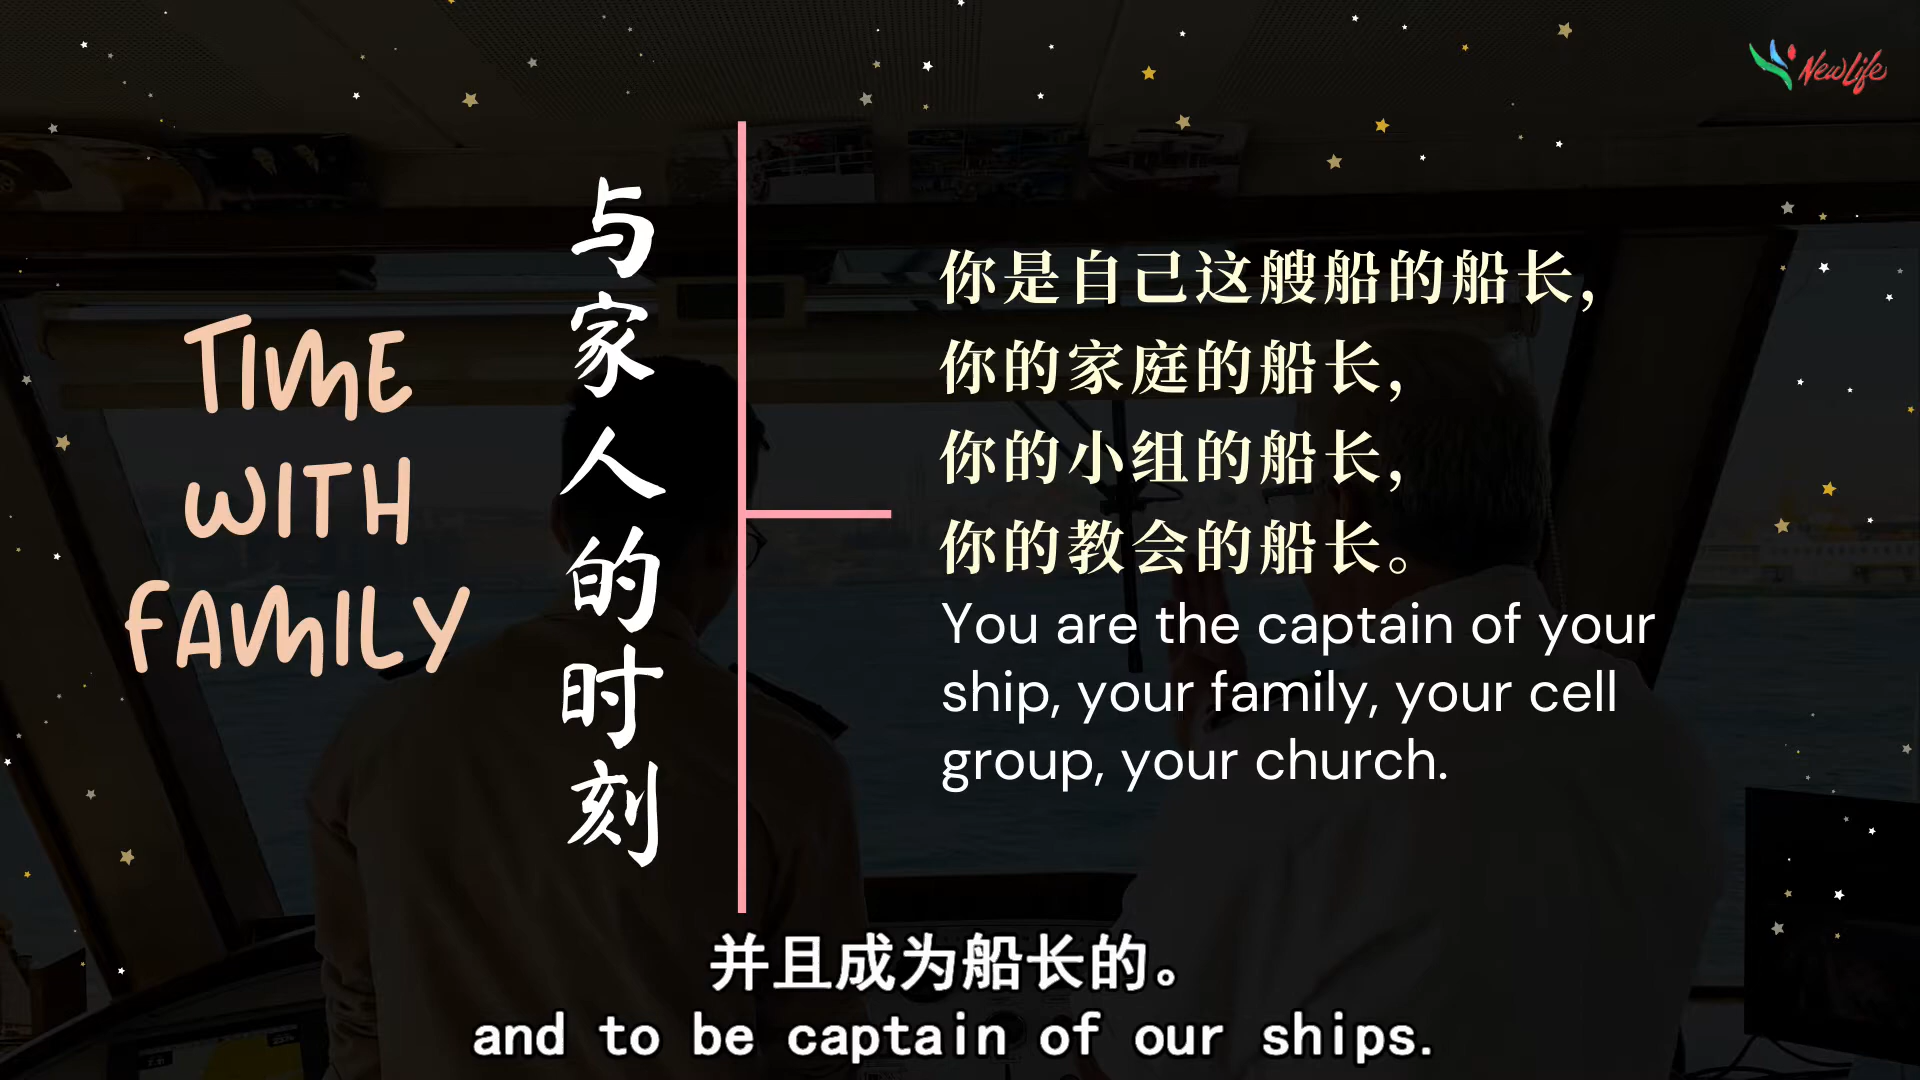 NewLife
TIME
WITH
FAMILY
与家人的时刻
你是自己这艘船的船长，
你的家庭的船长，
你的小组的船长，
你的教会的船长。
You are the captain of your
ship, your family, your cell
group, your church.
并且成为船长的。
and to be captain of our ships.